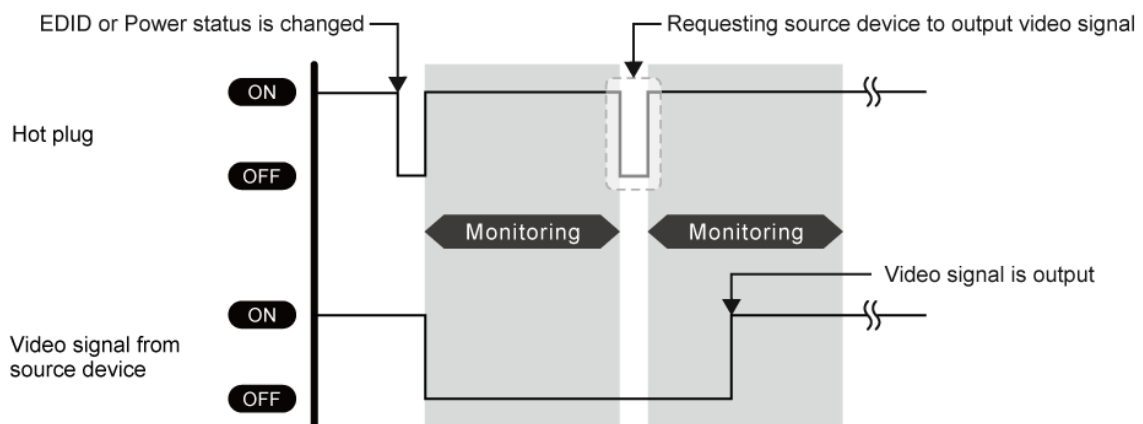 EDID or Power status is changed
Requesting source device to output video signal
ON
Hot plug
OFF
Monitoring
Monitoring
Video signal is output
ON
Video signal from
source device
OFF